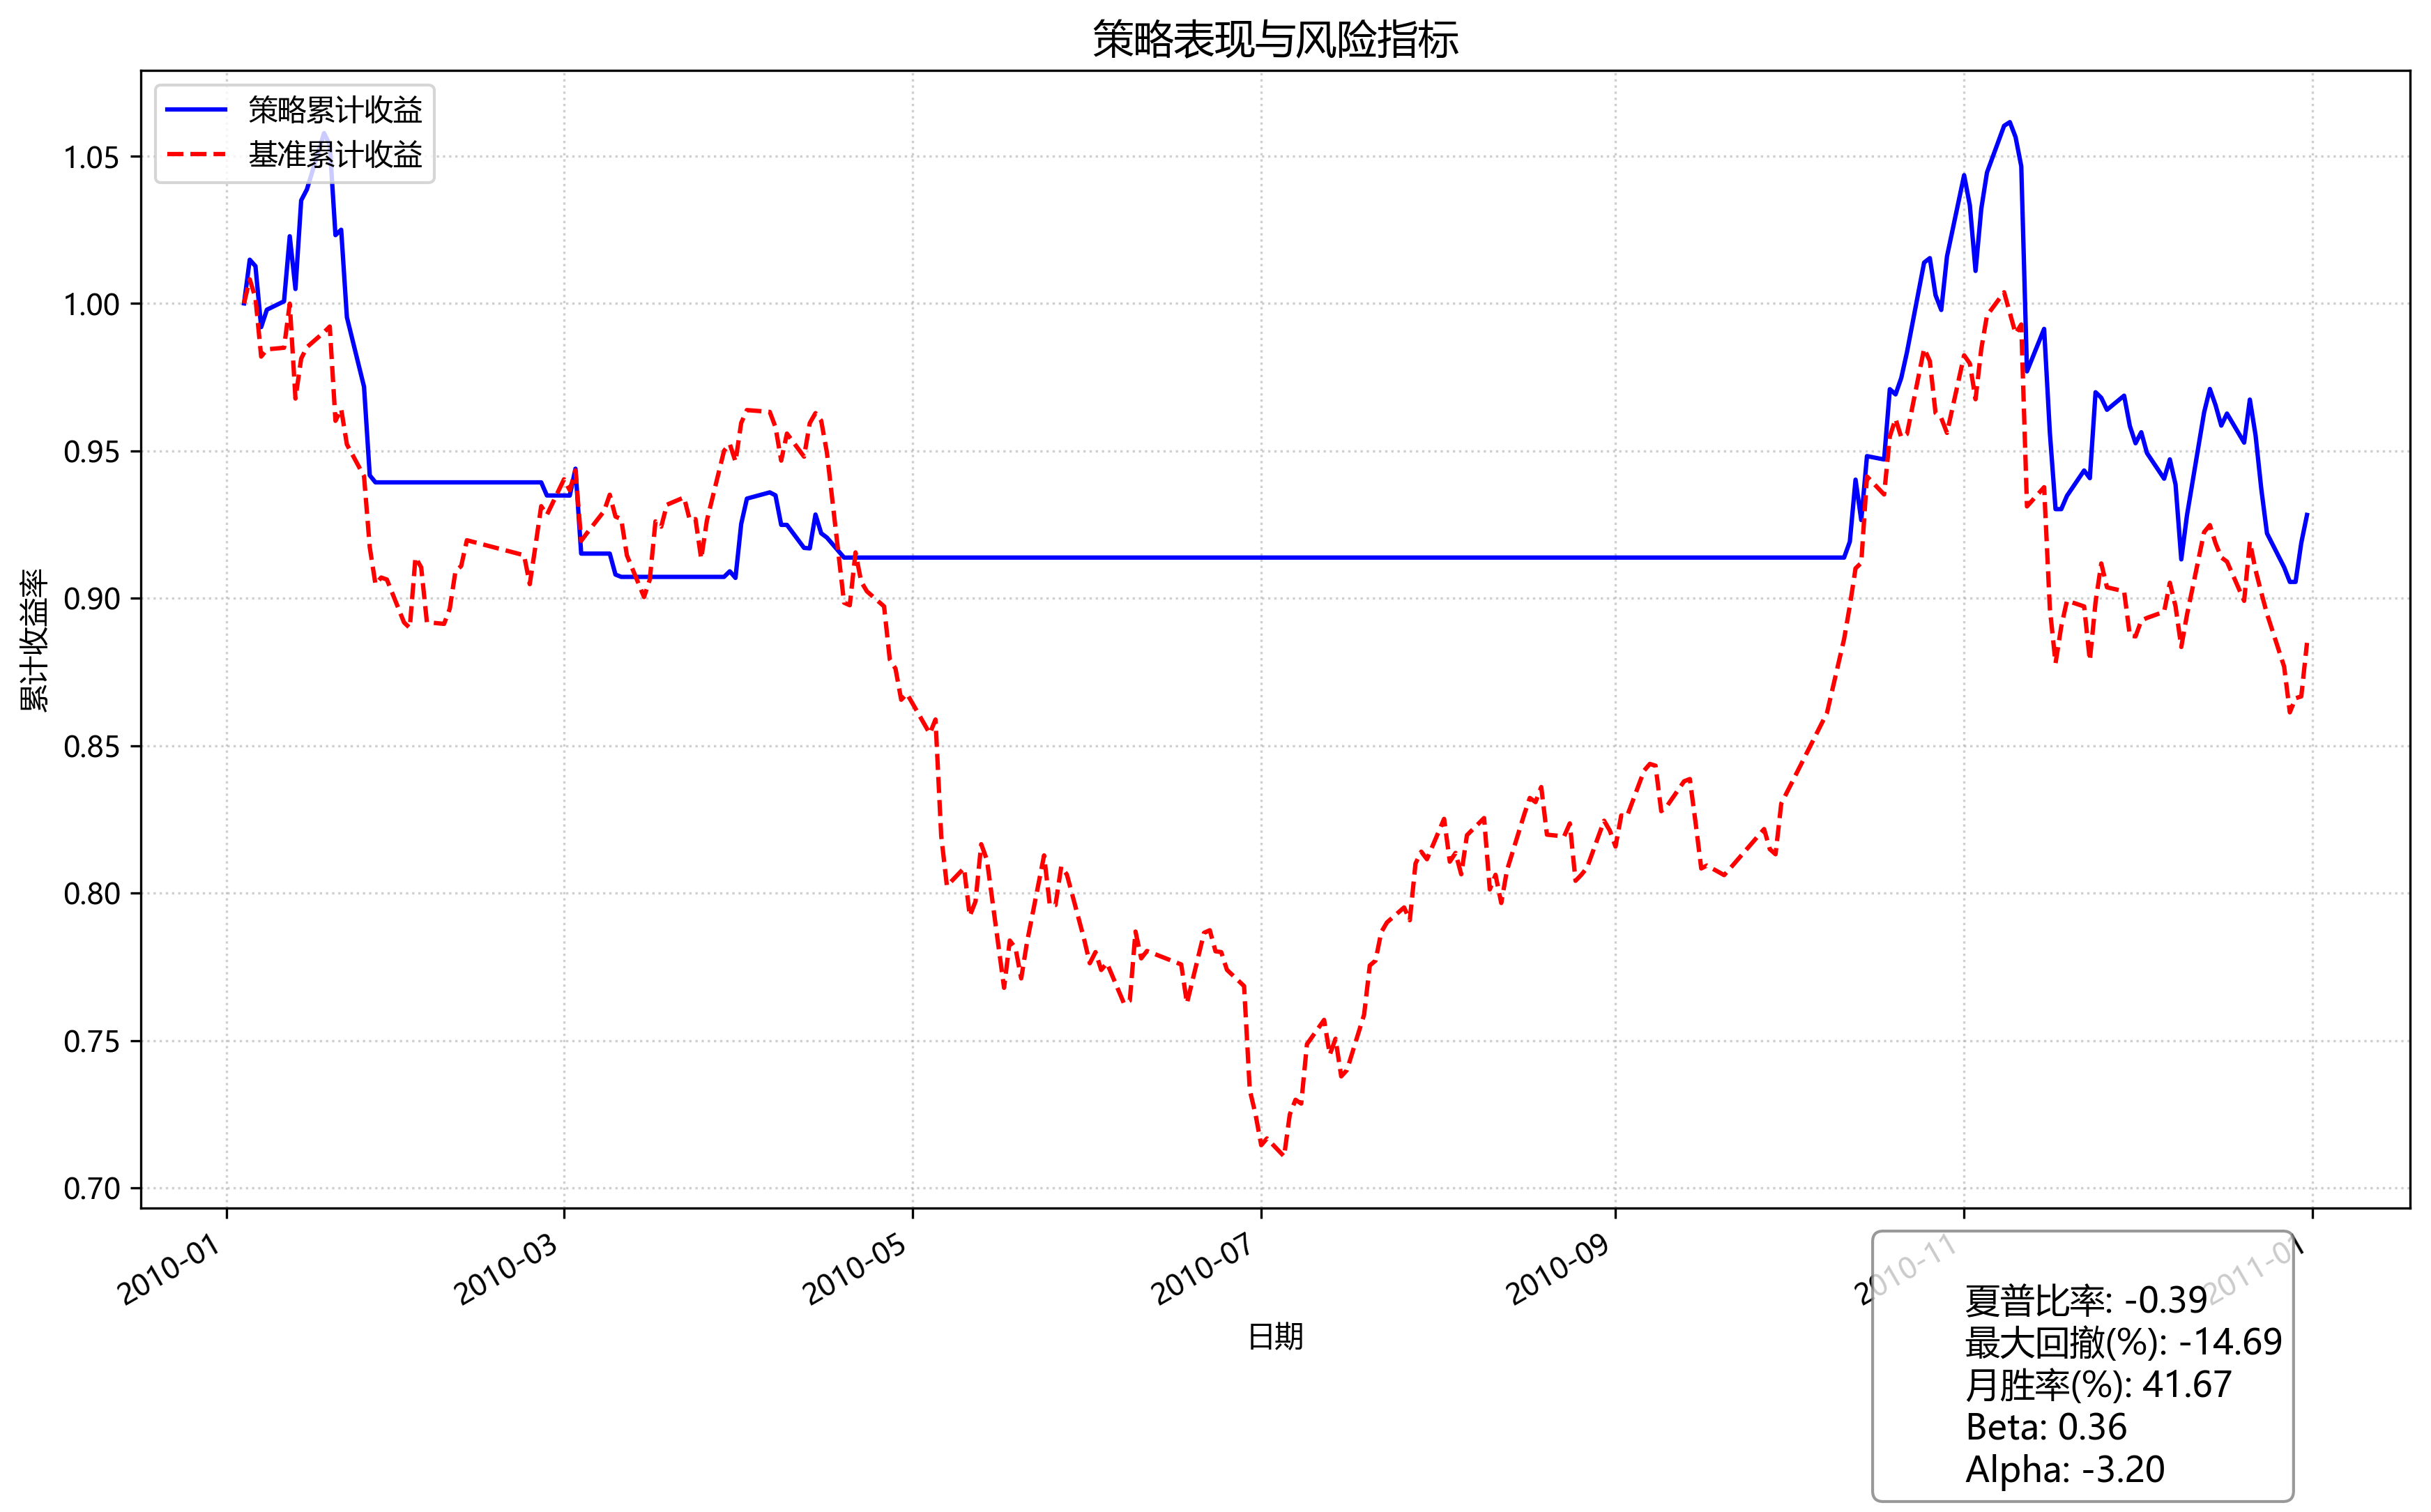 策略表现与风险指标
策略累计收益
基准累计收益
累计收益率
1.05
1.00
0.95
0.90
0.85
0.80
0.75
0.70
2010-01
2010-03
2010-05
2010-07
2010-09
2010-11
2011-01
日期
夏普比率: -0.39
最大回撤(%): -14.69
月胜率(%): 41.67
Beta: 0.36
Alpha: -3.20